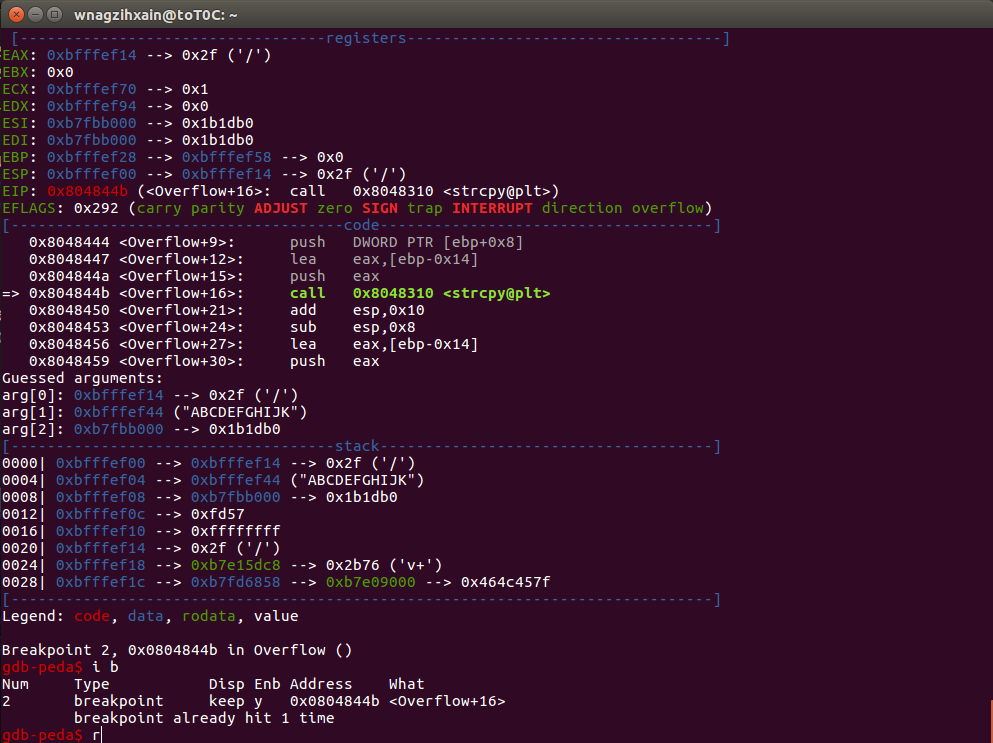 wnagzihxain@toT0C: ~
[----------------------------------registers-----------------------------------]
EAX: 0xbfffef14 --> 0x2f ('/')
EBX: 0x0
ECX: 0xbfffef70 --> 0x1
EDX: 0xbfffef94 --> 0x0
ESI: 0xb7fbb000 --> 0x1b1db0
EDI: 0xb7fbb000 --> 0x1b1db0
EBP: 0xbfffef28 --> 0xbfffef58 --> 0x0
ESP: 0xbfffef00 --> 0xbfffef14 --> 0x2f ('/')
EIP: 0x804844b (<Overflow+16>: call 0x8048310 <strcpy@plt>)
EFLAGS: 0x292 (carry parity ADJUST zero SIGN trap INTERRUPT direction overflow)
[-------------------------------------code-------------------------------------]
0x8048444 <Overflow+9>: push DWORD PTR [ebp+0x8]
0x8048447 <Overflow+12>: lea eax,[ebp-0x14]
0x804844a <Overflow+15>: push eax
=> 0x804844b <Overflow+16>: call 0x8048310 <strcpy@plt>
0x8048450 <Overflow+21>: add esp,0x10
0x8048453 <Overflow+24>: sub esp,0x8
0x8048456 <Overflow+27>: lea eax,[ebp-0x14]
0x8048459 <Overflow+30>: push eax
Guessed arguments:
arg[0]: 0xbfffef14 --> 0x2f ('/')
arg[1]: 0xbfffef44 ("ABCDEFGHIJK")
arg[2]: 0xb7fbb000 --> 0x1b1db0
[------------------------------------stack-------------------------------------]
0000| 0xbfffef00 --> 0xbfffef14 --> 0x2f ('/')
0004| 0xbfffef04 --> 0xbfffef44 ("ABCDEFGHIJK")
0008| 0xbfffef08 --> 0xb7fbb000 --> 0x1b1db0
0012| 0xbfffef0c --> 0xfd57
0016| 0xbfffef10 --> 0xffffffff
0020| 0xbfffef14 --> 0x2f ('/')
0024| 0xbfffef18 --> 0xb7e15dc8 --> 0x2b76 ('v+')
0028| 0xbfffef1c --> 0xb7fd6858 --> 0xb7e09000 --> 0x464c457f
[------------------------------------------------------------------------------]
Legend: code, data, rodata, value
Breakpoint 2, 0x0804844b in Overflow ()
gdb-peda$ i b
Num Type Disp Enb Address What
2 breakpoint keep y 0x0804844b <Overflow+16>
breakpoint already hit 1 time
gdb-peda$ r